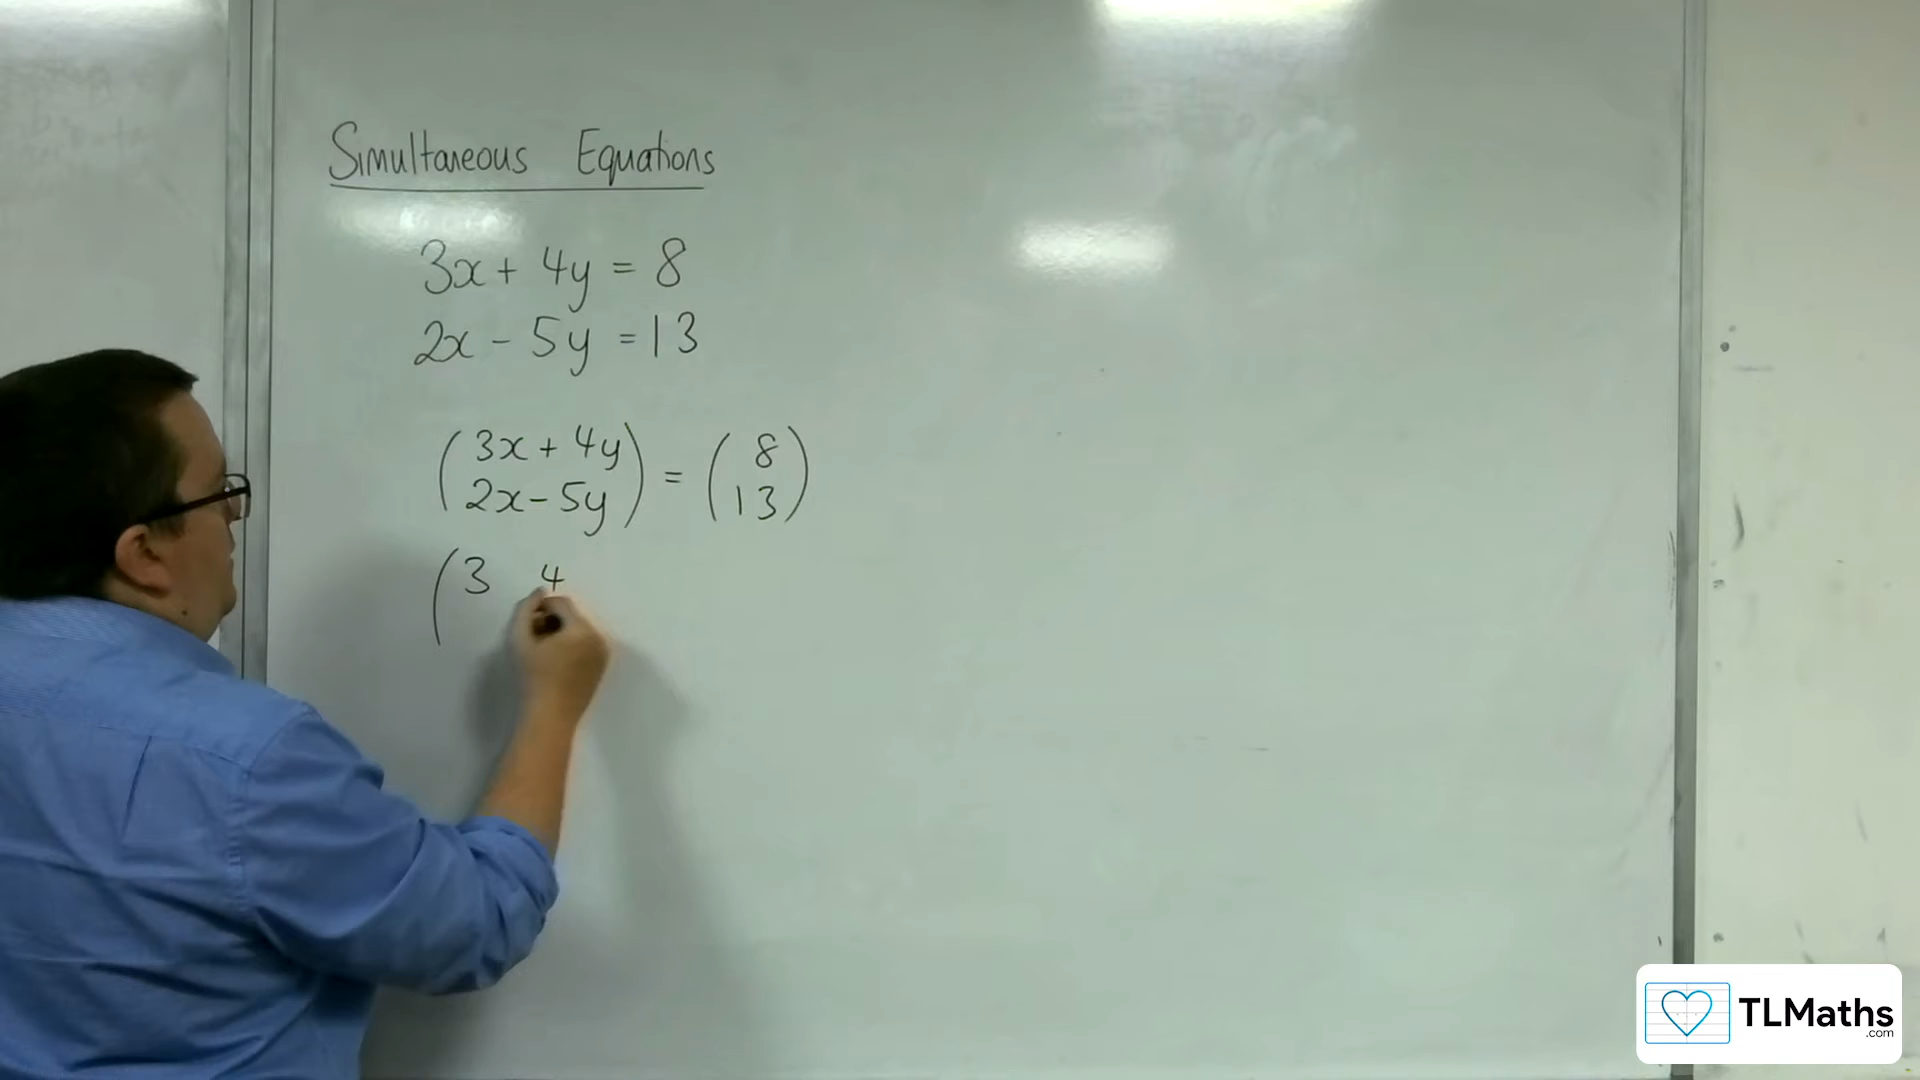 Simultaneous Equations
3x + 4y = 8
2x - 5y = 13
(3x + 4y) = (8)
(2x - 5y) (13)
(3 4
TLMaths
.com